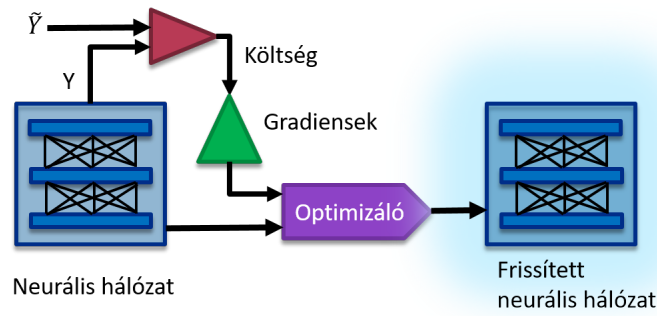 Ỹ
Y
Költség
Gradiensek
Optimizáló
Neurális hálózat
Frissített
neurális hálózat